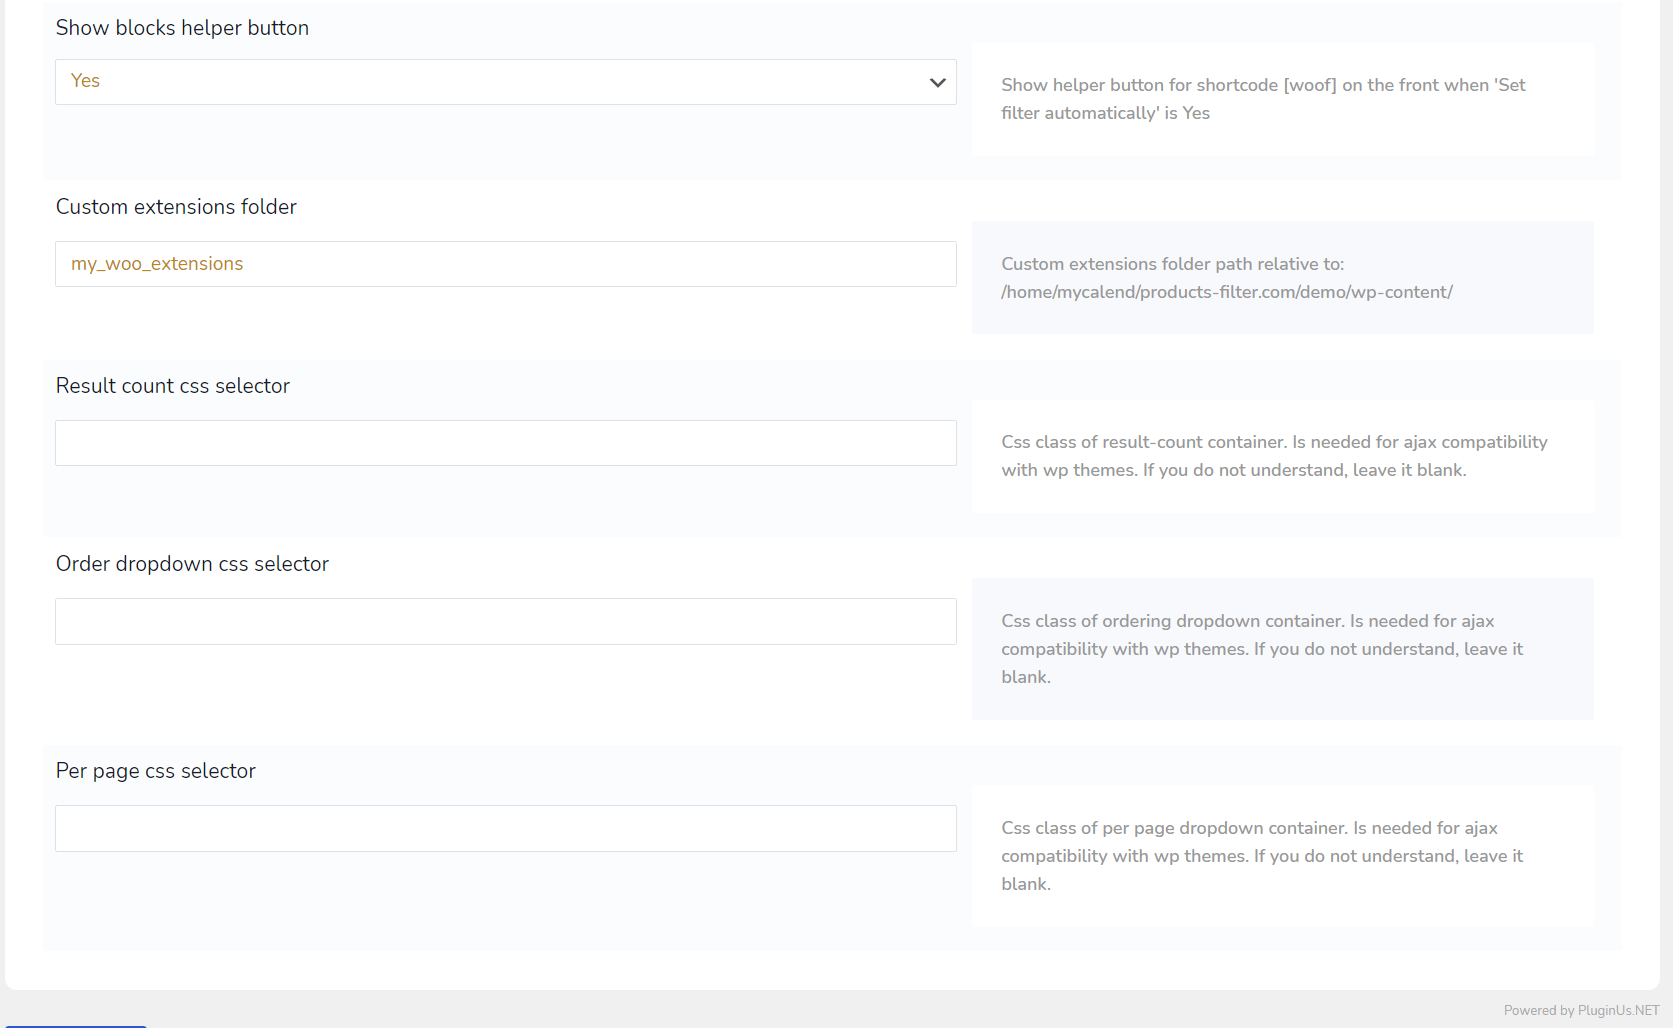 Show blocks helper button
Yes
Show helper button for shortcode [woof] on the front when 'Set
filter automatically' is Yes
Custom extensions folder
my_woo_extensions
Custom extensions folder path relative to:
/home/mycalend/products-filter.com/demo/wp-content/
Result count css selector
Css class of result-count container. Is needed for ajax compatibility
with wp themes. If you do not understand, leave it blank.
Order dropdown css selector
Css class of ordering dropdown container. Is needed for ajax
compatibility with wp themes. If you do not understand, leave it
blank.
Per page css selector
Css class of per page dropdown container. Is needed for ajax
compatibility with wp themes. If you do not understand, leave it
blank.
Powered by PluginUs.NET